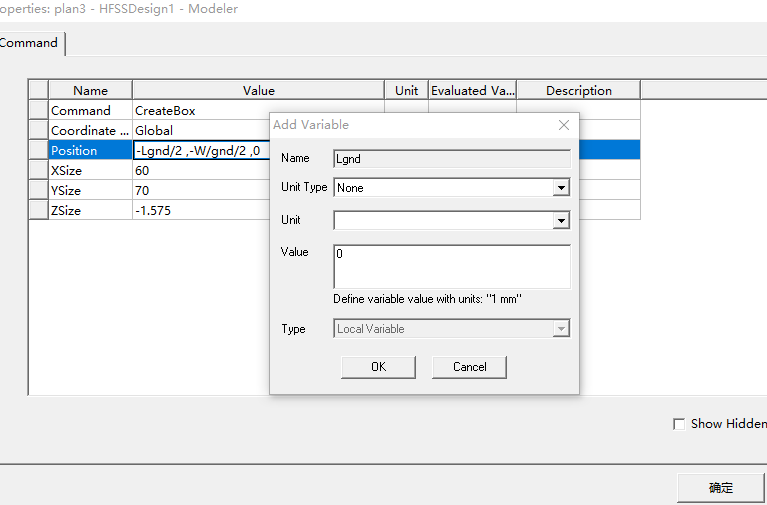 roperties: plan3 - HFSSDesign1 - Modeler
Command
Name Value Unit Evaluated Va... Description
Command CreateBox
Coordinate ... Global
Position -Lgnd/2 ,-W/gnd/2 ,0
XSize 60
YSize 70
ZSize -1.575
Add Variable
Name Lgnd
Unit Type None
Unit
Value 0
Define variable value with units: "1 mm"
Type Local Variable
OK Cancel
Show Hidden
确定